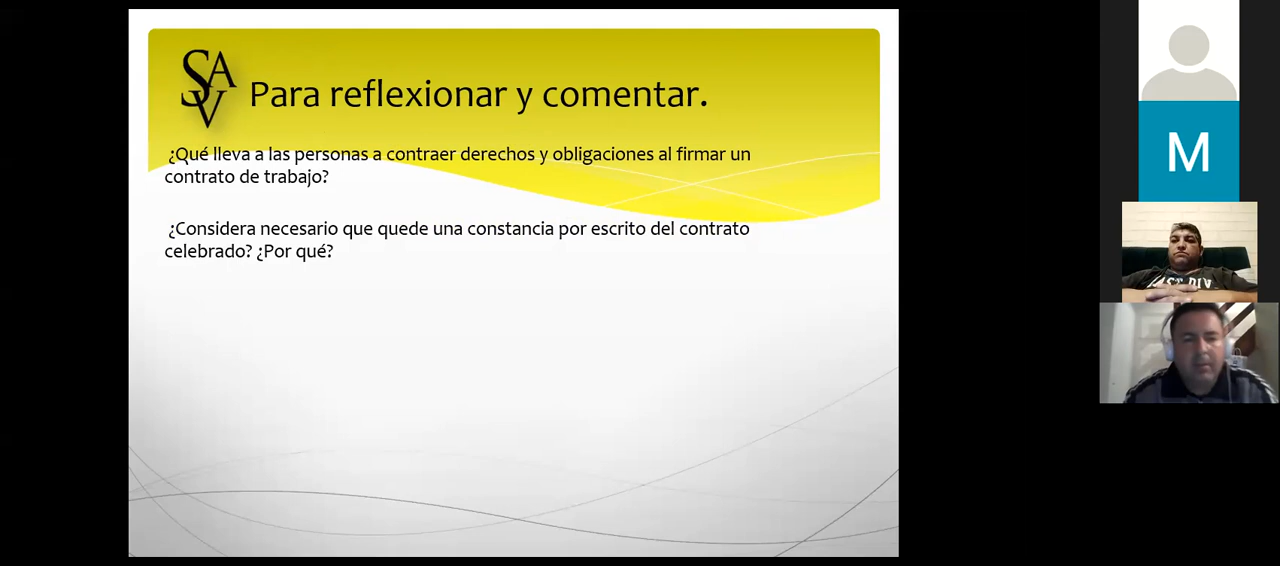 SAV
Para reflexionar y comentar.
¿Qué lleva a las personas a contraer derechos y obligaciones al firmar un
contrato de trabajo?
¿Considera necesario que quede una constancia por escrito del contrato
celebrado? ¿Por qué?
M